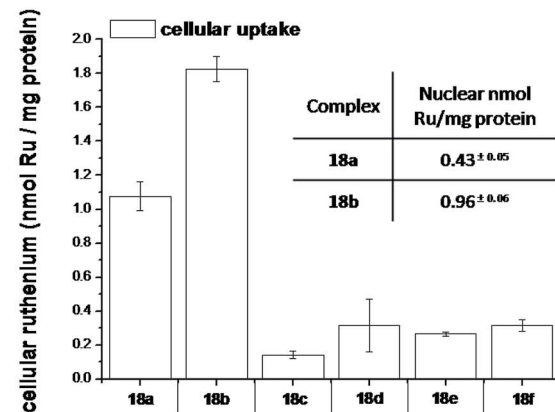 cellular uptake
cellular ruthenium (nmol Ru / mg protein)
2.0
1.8
1.6
1.4
1.2
1.0
0.8
0.6
0.4
0.2
0.0
Complex
Nuclear nmol
Ru/mg protein
18a 0.43 ± 0.05
18b 0.96 ± 0.06
18a 18b 18c 18d 18e 18f